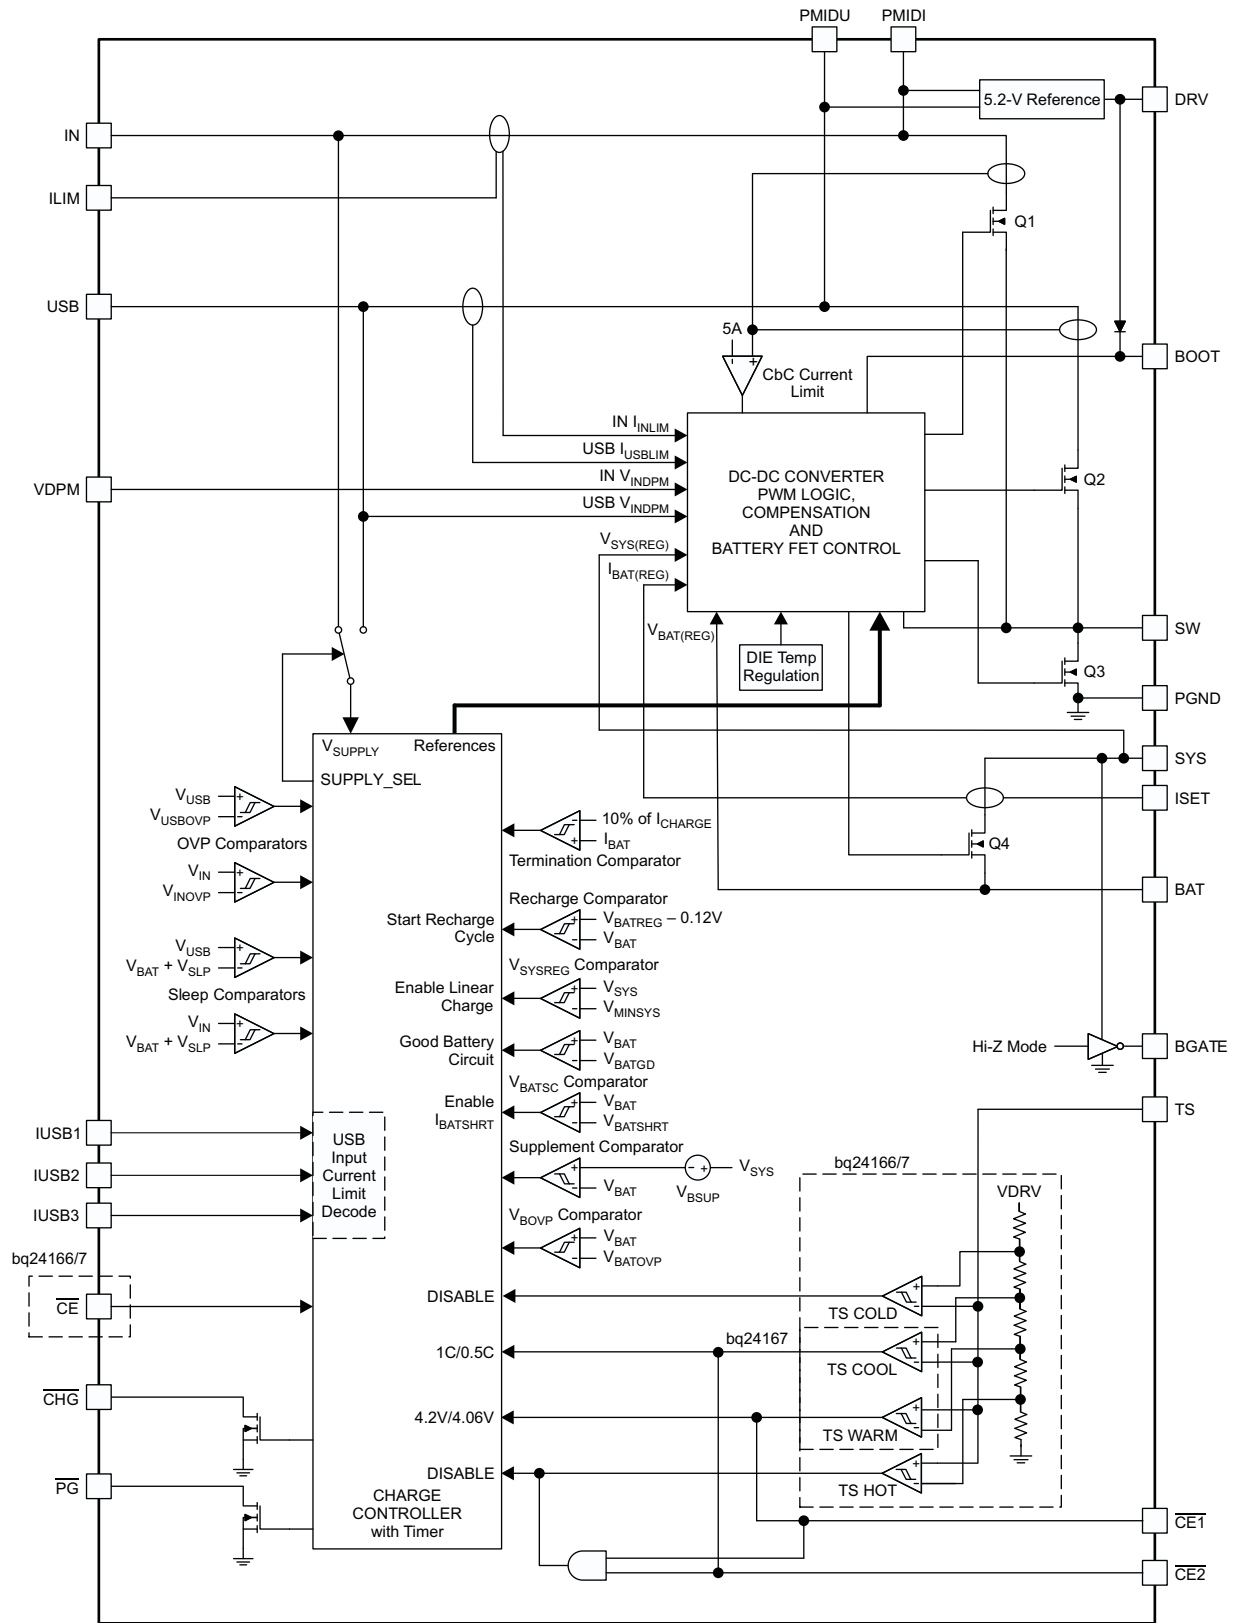 PMIDU
PMIDI
5.2-V Reference
DRV
IN
ILIM
Q1
USB
5A
BOOT
CbC Current
Limit
IN I_INLIM
USB I_USBLIM
VDPM
IN V_INDPM
USB V_INDPM
DC-DC CONVERTER
PWM LOGIC,
COMPENSATION
AND
BATTERY FET CONTROL
Q2
V_SYS(REG)
I_BAT(REG)
V_BAT(REG)
SW
DIE Temp
Regulation
Q3
PGND
V_SUPPLY
References
SYS
SUPPLY_SEL
ISET
V_USB
V_USBOVP
OVP Comparators
V_IN
V_INOVP
10% of I_CHARGE
I_BAT
Termination Comparator
Q4
BAT
Recharge Comparator
Start Recharge
Cycle
V_BATREG – 0.12V
V_BAT
V_USB
V_BAT + V_SLP
Sleep Comparators
V_IN
V_BAT + V_SLP
V_SYSREG Comparator
Enable Linear
Charge
V_SYS
V_MINSYS
Good Battery
Circuit
V_BAT
V_BATGD
Hi-Z Mode
BGATE
V_BATSC Comparator
Enable
I_BATSHRT
V_BAT
V_BATSHRT
TS
IUSB1
IUSB2
IUSB3
USB
Input
Current
Limit
Decode
Supplement Comparator
V_BAT
V_BSUP
V_SYS
bq24166/7
VDRV
V_BOVP Comparator
V_BAT
V_BATOVP
bq24166/7
CE
DISABLE
TS COLD
bq24167
1C/0.5C
TS COOL
CHG
4.2V/4.06V
TS WARM
PG
DISABLE
TS HOT
CHARGE
CONTROLLER
with Timer
CE1
CE2